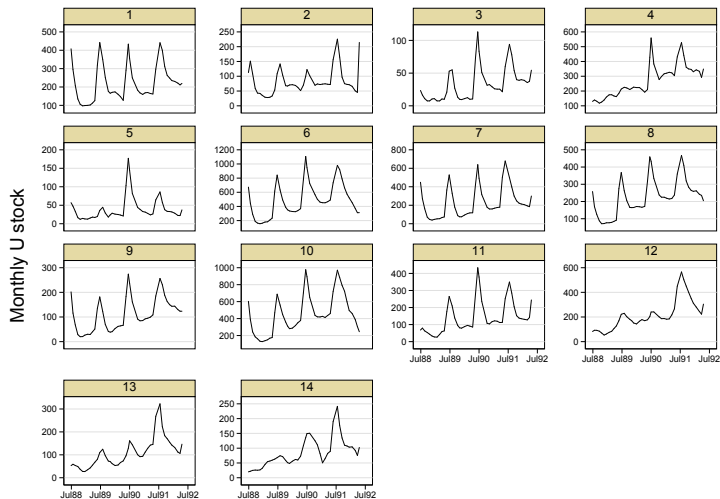 1 2 3 4
500 250 100 600
400 200 500
300 150 50 400
200 100 300
100 50 0 200
0 100
5 6 7 8
200 1200 800 500
150 1000 600 400
100 800 400 300
50 600 200 200
0 400 0 100
200
Monthly U stock
9 10 11 12
300 1000 400 600
200 800 300 400
100 600 200 200
0 400 100 0
200 0
Jul88 Jul89 Jul90 Jul91 Jul92 Jul88 Jul89 Jul90 Jul91 Jul92
13 14
300 250
200 200
100 150
0 100
50
0
Jul88 Jul89 Jul90 Jul91 Jul92 Jul88 Jul89 Jul90 Jul91 Jul92